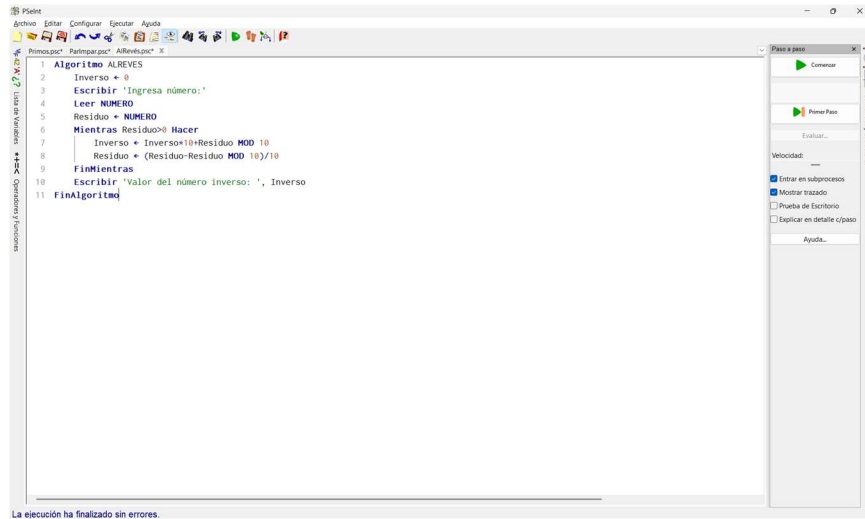 PSeInt
Archivo Editar Configurar Ejecutar Ayuda
Primos.psc* ParImpar.psc* AlRevés.psc* X
1 Algoritmo ALREVES
2 Inverso ← 0
3 Escribir 'Ingresa número:'
4 Leer NUMERO
5 Residuo ← NUMERO
6 Mientras Residuo>0 Hacer
7 Inverso ← Inverso*10+Residuo MOD 10
8 Residuo ← (Residuo-Residuo MOD 10)/10
9 FinMientras
10 Escribir 'Valor del número inverso: ', Inverso
11 FinAlgoritmo
Lista de Variables
*+=<
Operadores y Funciones
Paso a paso
Comenzar
Primer Paso
Evaluar...
Velocidad:
Entrar en subprocesos
Mostrar trazado
Prueba de Escritorio
Explicar en detalle c/paso
Ayuda...
La ejecución ha finalizado sin errores.